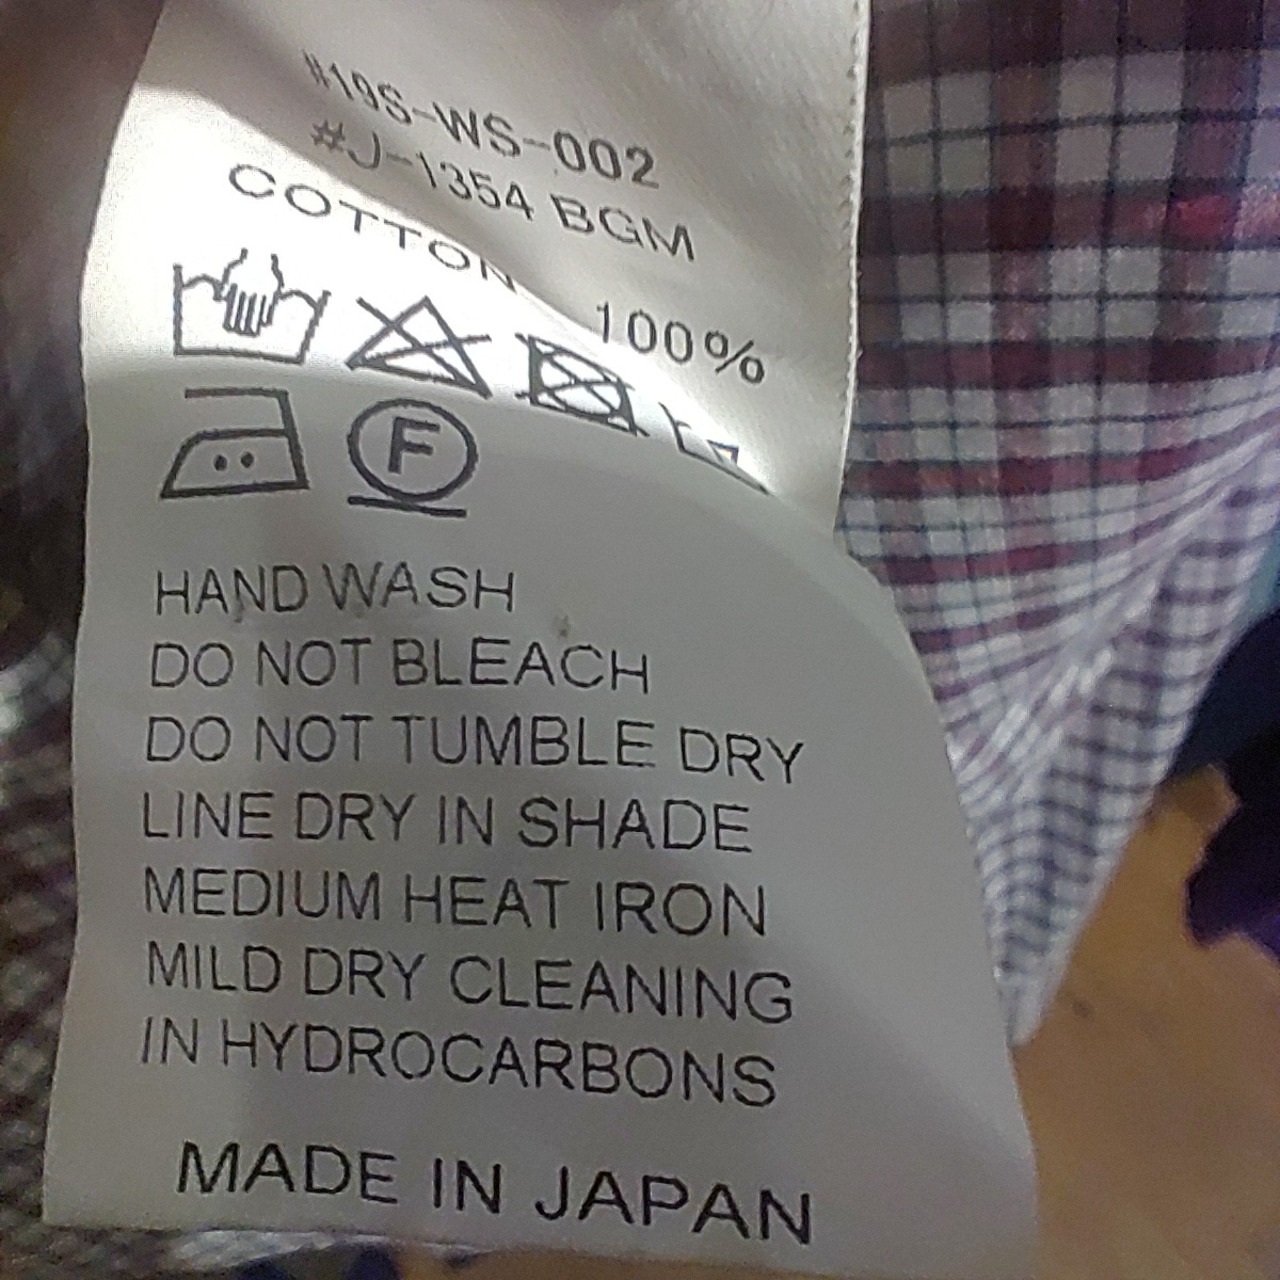 #19S-WS-002
#J-1354 BGM
COTTON 100%
F
HAND WASH
DO NOT BLEACH
DO NOT TUMBLE DRY
LINE DRY IN SHADE
MEDIUM HEAT IRON
MILD DRY CLEANING
IN HYDROCARBONS
MADE IN JAPAN